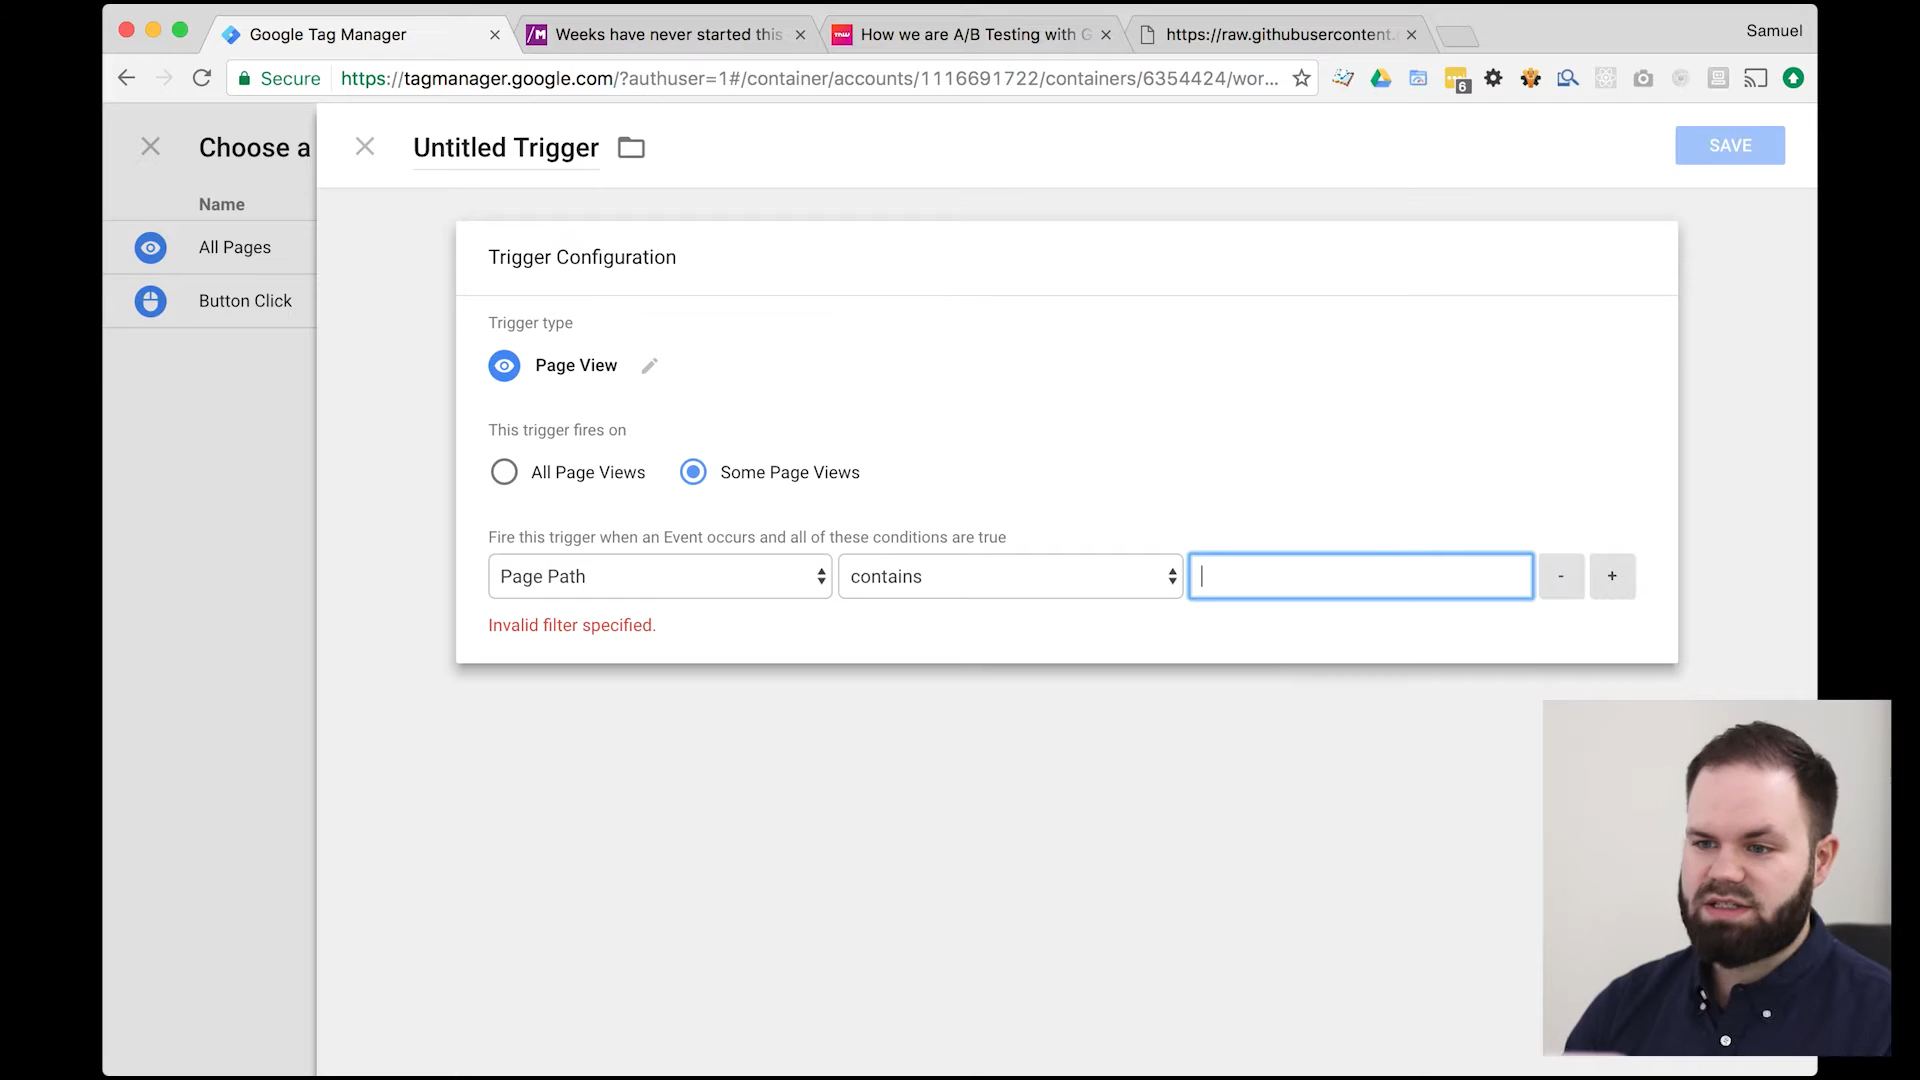 Google Tag Manager
Weeks have never started this
TNW
How we are A/B Testing with G
https://raw.githubusercontent.
Samuel
Secure
https://tagmanager.google.com/?authuser=1#/container/accounts/1116691722/containers/6354424/wor...
6
Choose a
Untitled Trigger
SAVE
Name
All Pages
Button Click
Trigger Configuration
Trigger type
Page View
This trigger fires on
All Page Views
Some Page Views
Fire this trigger when an Event occurs and all of these conditions are true
Page Path
contains
-
+
Invalid filter specified.